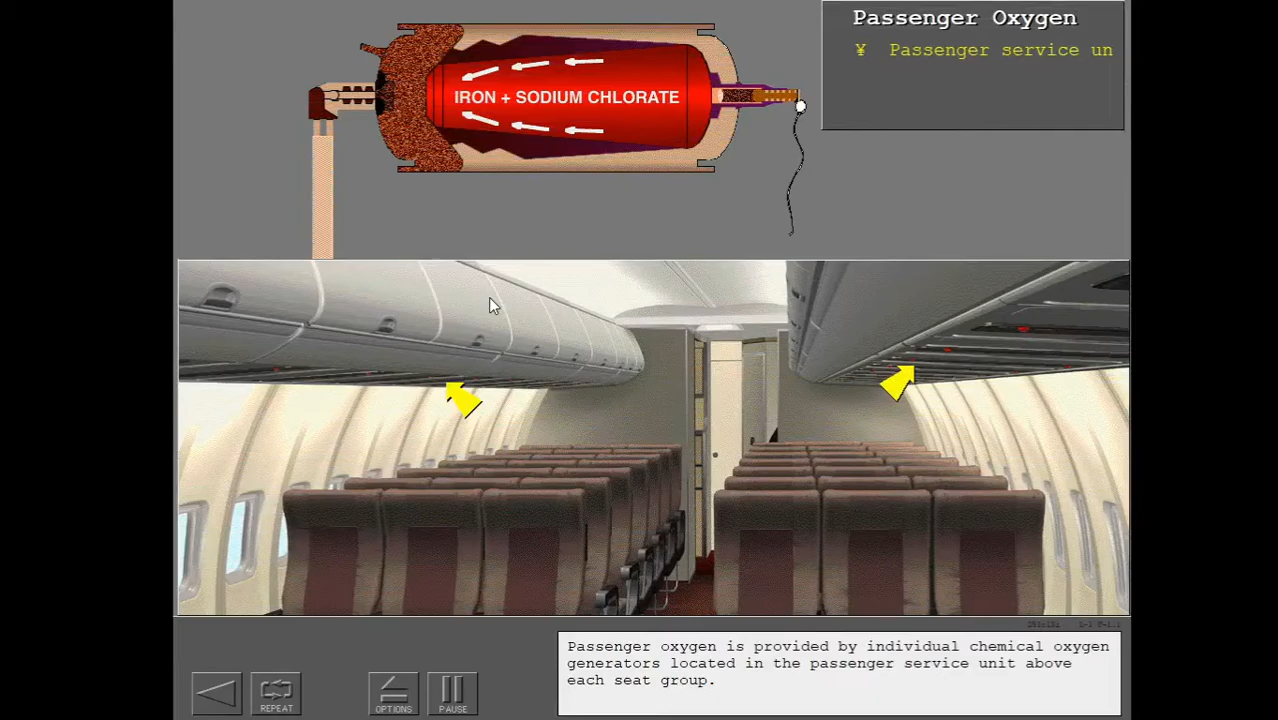 Passenger Oxygen
¥ Passenger service un
IRON + SODIUM CHLORATE
Passenger oxygen is provided by individual chemical oxygen
generators located in the passenger service unit above
each seat group.
REPEAT
OPTIONS
PAUSE